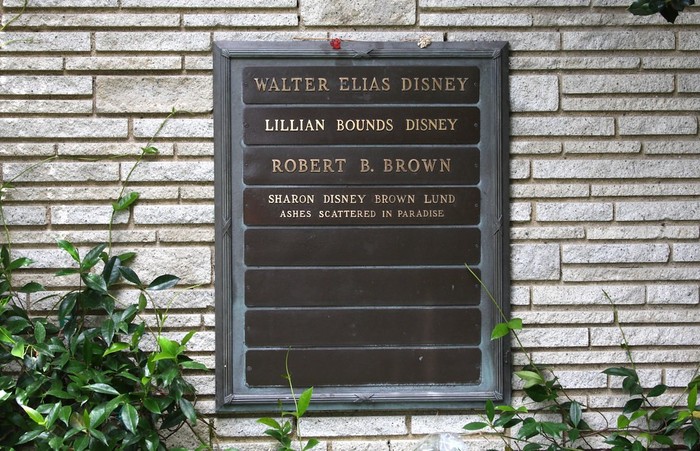 WALTER ELIAS DISNEY
LILLIAN BOUNDS DISNEY
ROBERT B. BROWN
SHARON DISNEY BROWN LUND
ASHES SCATTERED IN PARADISE